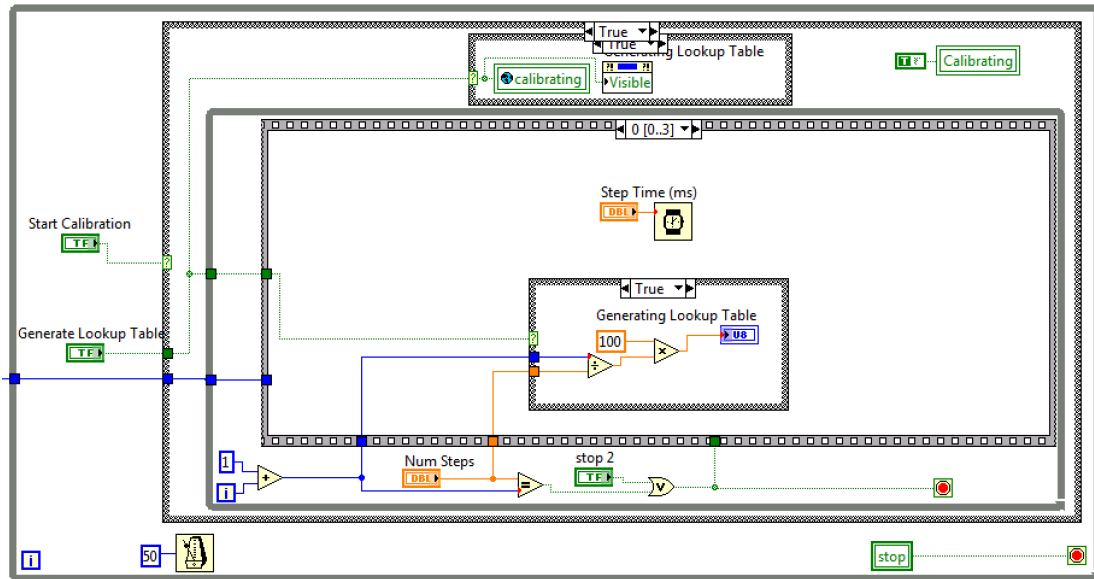 True
True
Generating Lookup Table
?!
?!
calibrating
Visible
T F
Calibrating
?
0 [0..3]
Step Time (ms)
DBL
Start Calibration
TF
?
True
Generate Lookup Table
TF
Generating Lookup Table
100
U8
?
÷
×
1
i
+
Num Steps
DBL
=
stop 2
TF
V
i
50
stop